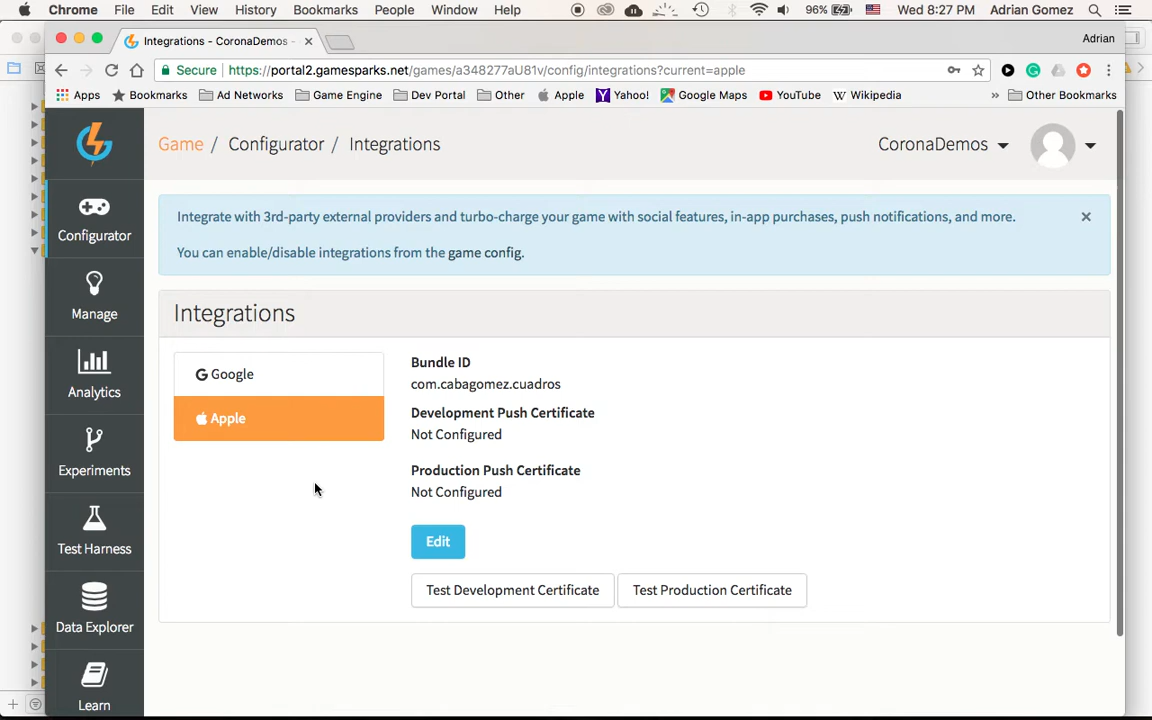 Chrome File Edit View History Bookmarks People Window Help 96% Wed 8:27 PM Adrian Gomez
Integrations - CoronaDemos - Adrian
Secure https://portal2.gamesparks.net/games/a348277aU81v/config/integrations?current=apple
Apps Bookmarks Ad Networks Game Engine Dev Portal Other Apple Yahoo! Google Maps YouTube Wikipedia » Other Bookmarks
Game / Configurator / Integrations CoronaDemos
Configurator
Manage
Analytics
Experiments
Test Harness
Data Explorer
Learn
Integrate with 3rd-party external providers and turbo-charge your game with social features, in-app purchases, push notifications, and more.
You can enable/disable integrations from the game config.
Integrations
Google
Apple
Bundle ID
com.cabagomez.cuadros
Development Push Certificate
Not Configured
Production Push Certificate
Not Configured
Edit
Test Development Certificate Test Production Certificate